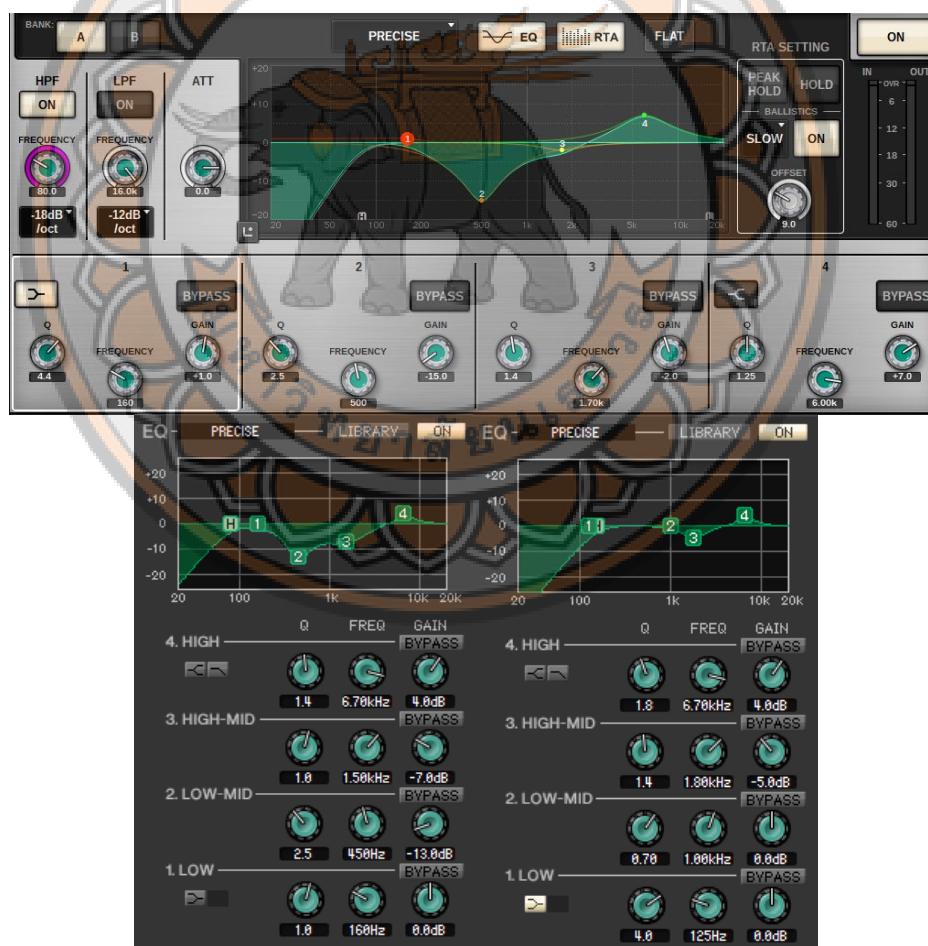 BANK: A B PRECISE EQ RTA FLAT RTA SETTING ON
HPF LPF ATT
ON ON
FREQUENCY FREQUENCY
80.0 16.0k 0.0
-18dB /oct -12dB /oct
+20
+10
0
-10
-20
20 50 100 200 500 1k 2k 5k 10k 20k
1 2 3 4
H
PEAK HOLD HOLD
BALLISTICS
SLOW ON
OFFSET
9.0
IN OUT
OVR
6
12
18
30
60
1 2 3 4
BYPASS BYPASS BYPASS BYPASS
Q FREQUENCY GAIN Q FREQUENCY GAIN Q FREQUENCY GAIN Q FREQUENCY GAIN
4.4 160 +1.0 2.5 500 -15.0 1.4 1.70k -2.0 1.25 6.00k +7.0
EQ PRECISE LIBRARY ON
+20
+10
0
-10
-20
20 100 1k 10k 20k
H 1 2 3 4
Q FREQ GAIN
4. HIGH BYPASS
1.4 6.70kHz 4.0dB
3. HIGH-MID BYPASS
1.0 1.50kHz -7.0dB
2. LOW-MID BYPASS
2.5 450Hz -13.0dB
1. LOW BYPASS
1.0 160Hz 0.0dB
EQ PRECISE LIBRARY ON
+20
+10
0
-10
-20
20 100 1k 10k 20k
1 2 3 4
Q FREQ GAIN
4. HIGH BYPASS
1.8 6.70kHz 4.0dB
3. HIGH-MID BYPASS
1.4 1.80kHz -5.0dB
2. LOW-MID BYPASS
0.70 1.00kHz 0.0dB
1. LOW BYPASS
4.0 125Hz 0.0dB